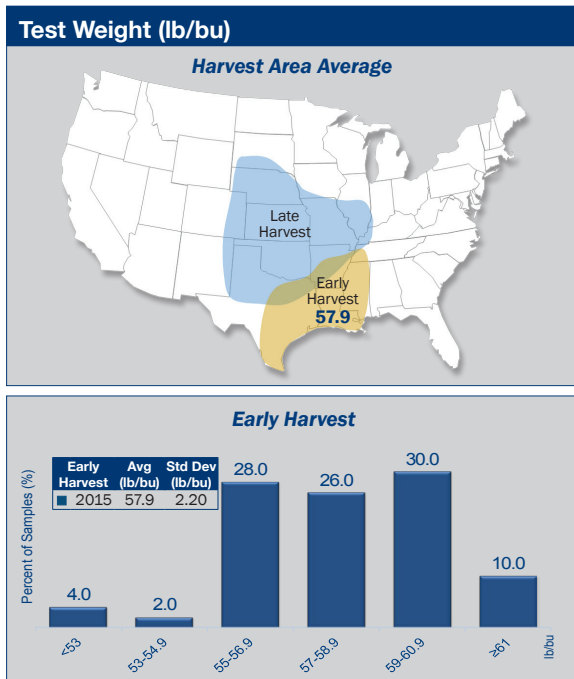 Test Weight (lb/bu)
Harvest Area Average
Late
Harvest
Early
Harvest
57.9
Early Harvest
Early Harvest Avg (lb/bu) Std Dev (lb/bu)
2015 57.9 2.20
Percent of Samples (%)
4.0
2.0
28.0
26.0
30.0
10.0
<53
53-54.9
55-56.9
57-58.9
59-60.9
≥61
lb/bu